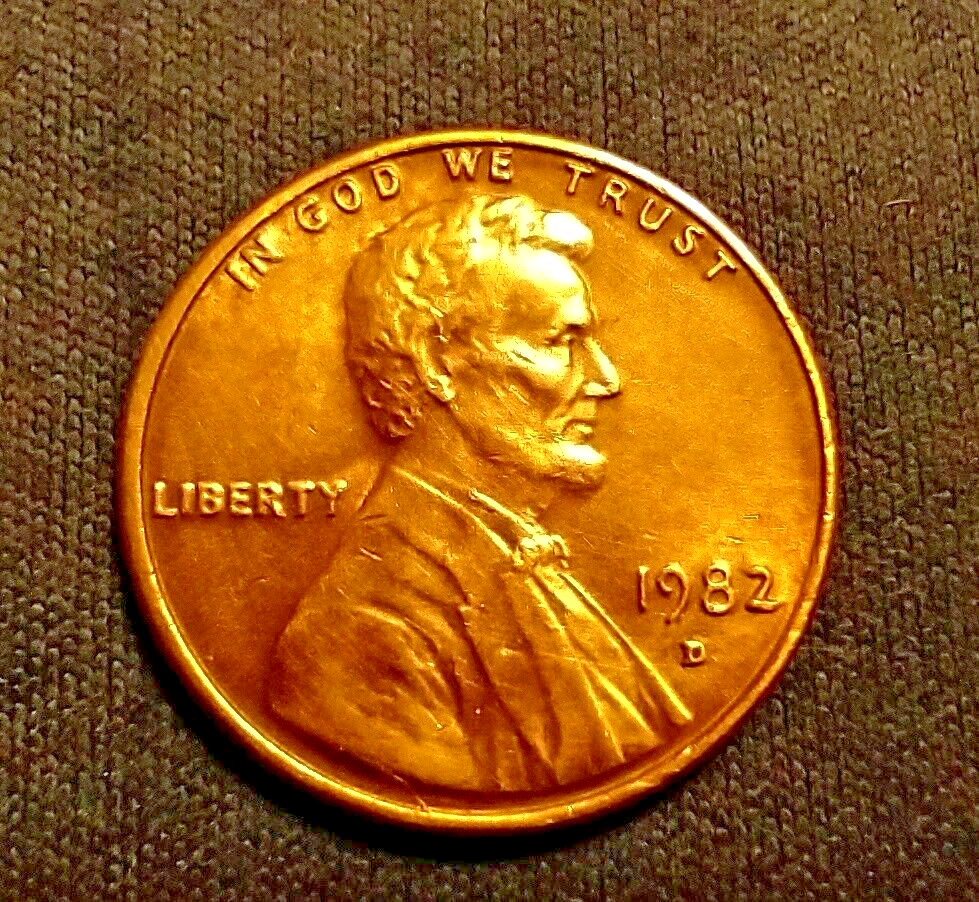 IN GOD WE TRUST
LIBERTY
1982
D